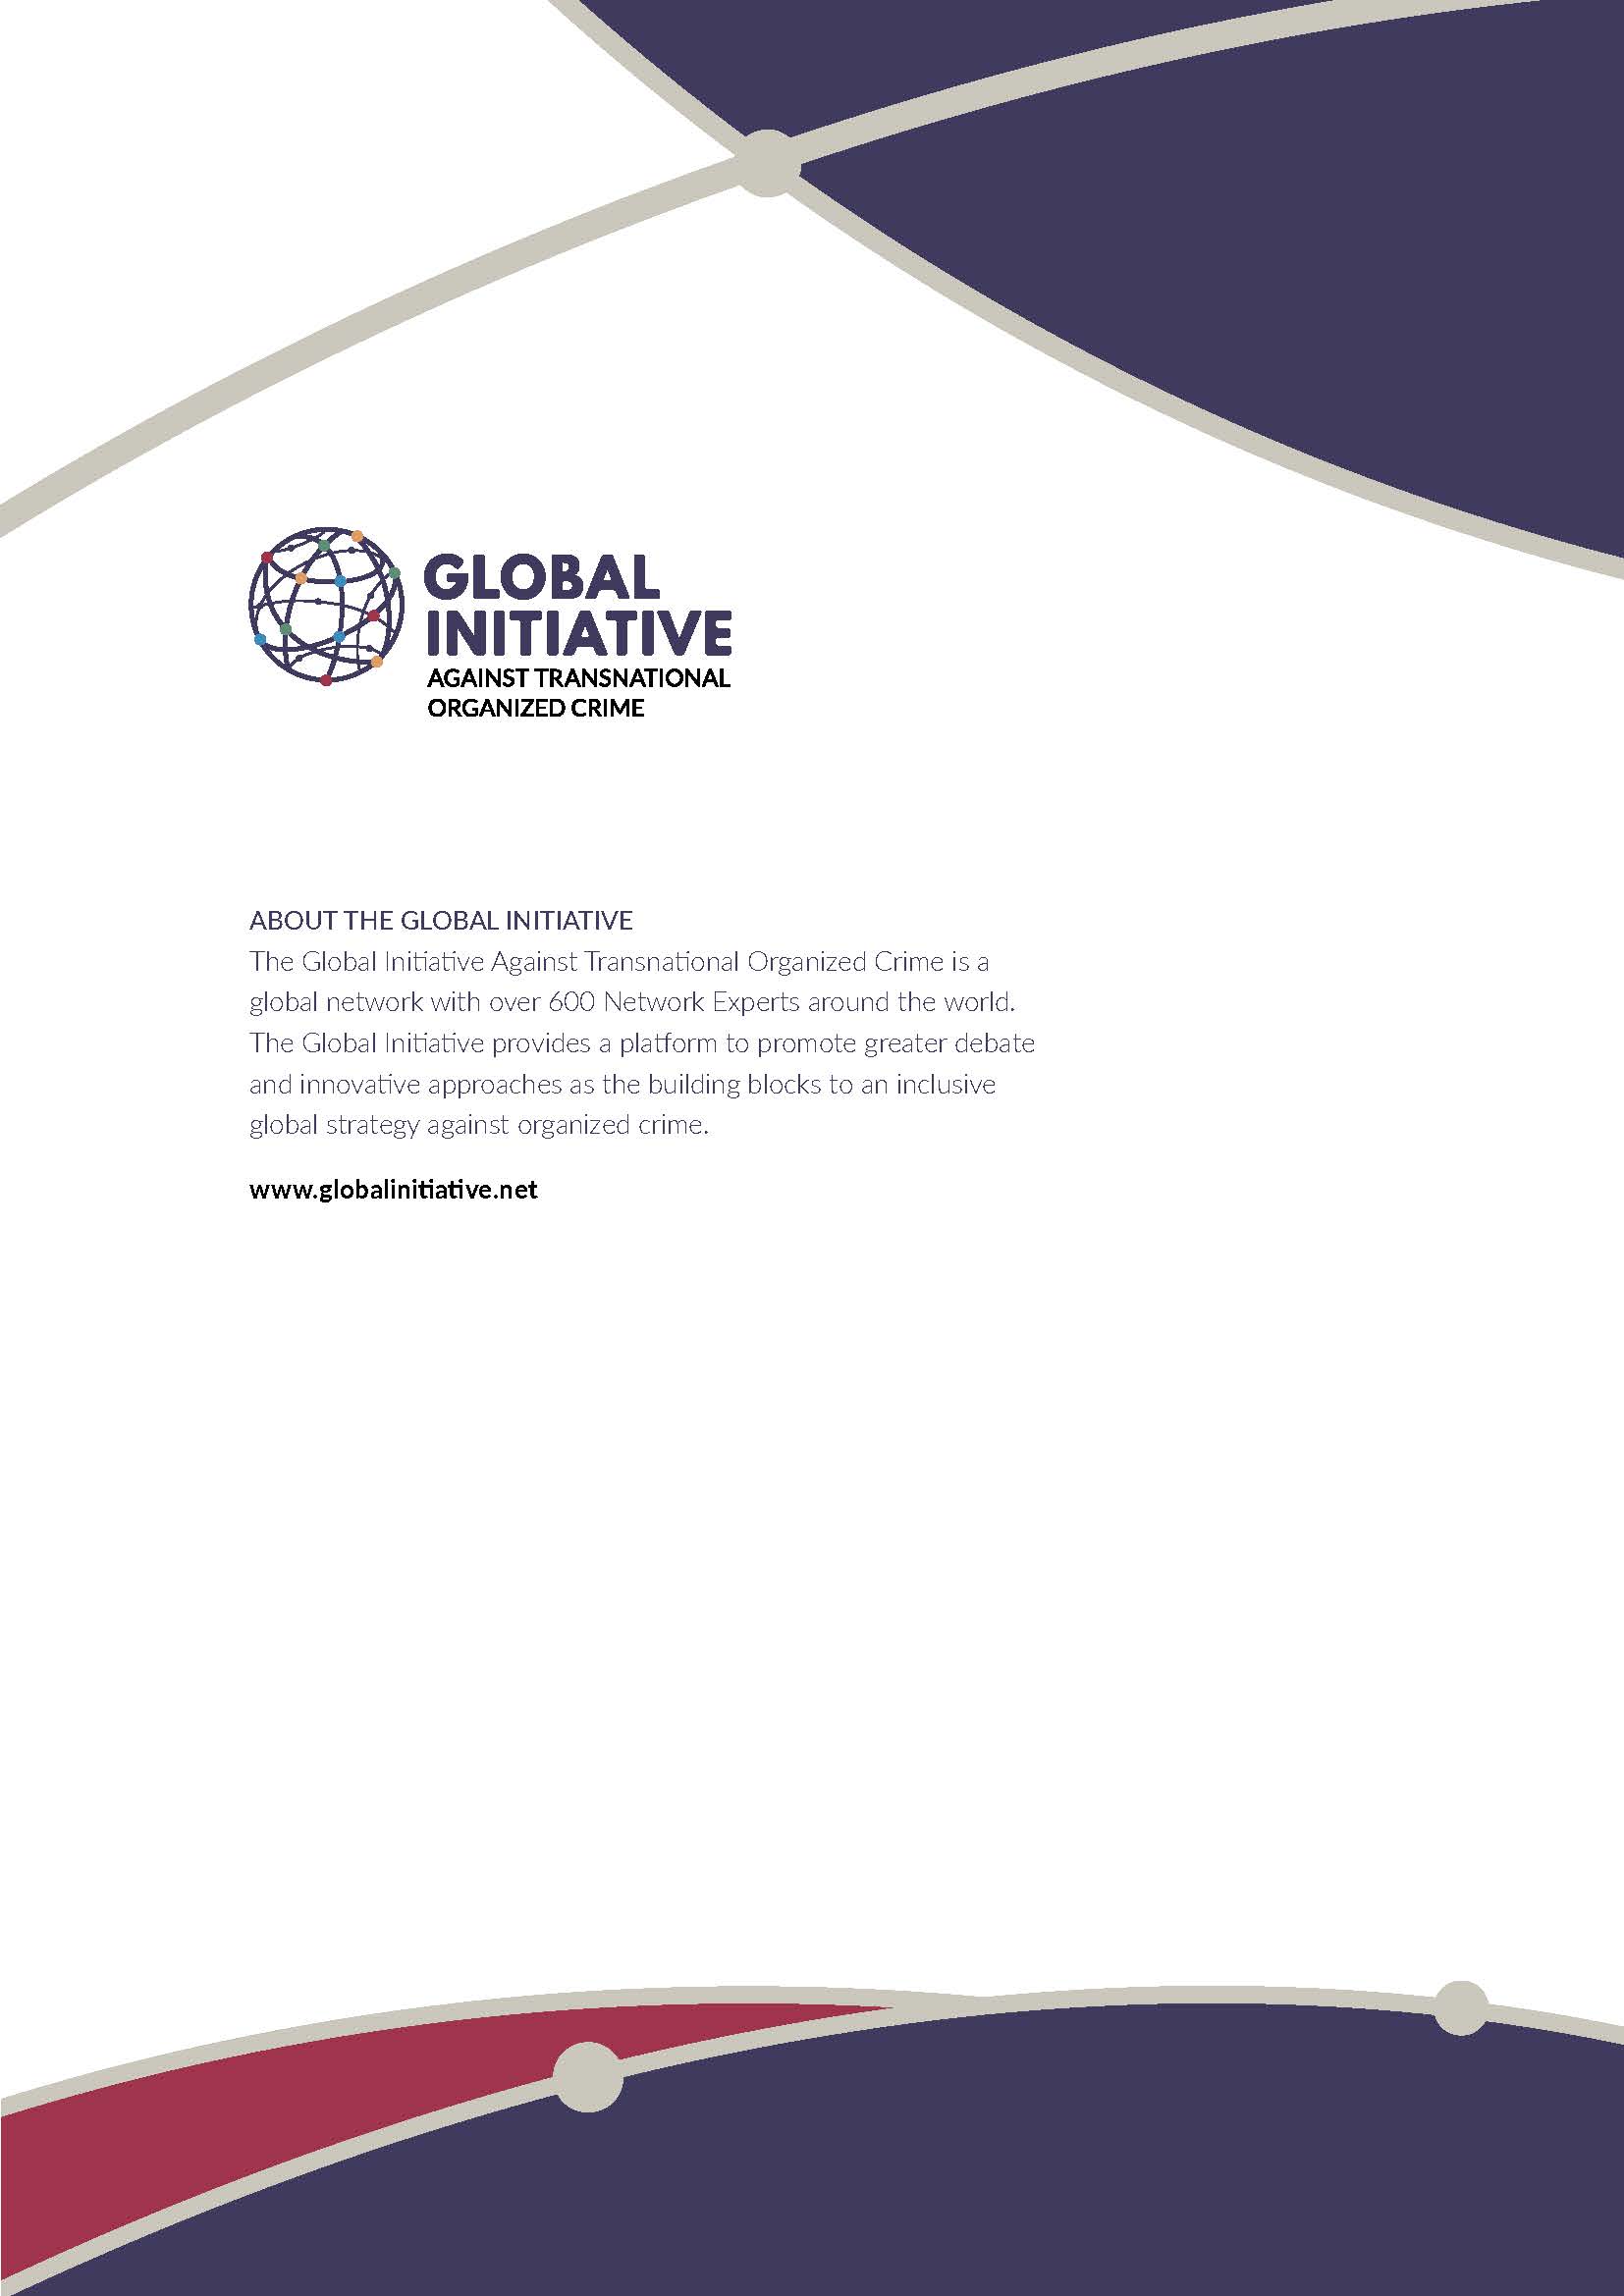 GLOBAL
INITIATIVE
AGAINST TRANSNATIONAL
ORGANIZED CRIME
ABOUT THE GLOBAL INITIATIVE
The Global Initiative Against Transnational Organized Crime is a
global network with over 600 Network Experts around the world.
The Global Initiative provides a platform to promote greater debate
and innovative approaches as the building blocks to an inclusive
global strategy against organized crime.
www.globalinitiative.net